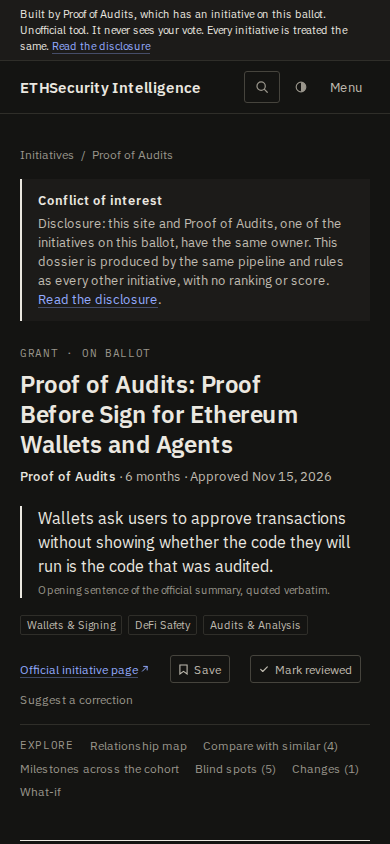 Built by Proof of Audits, which has an initiative on this ballot.
Unofficial tool. It never sees your vote. Every initiative is treated the
same. Read the disclosure
ETHSecurity Intelligence
Menu
Initiatives / Proof of Audits
Conflict of interest
Disclosure: this site and Proof of Audits, one of the
initiatives on this ballot, have the same owner. This
dossier is produced by the same pipeline and rules
as every other initiative, with no ranking or score.
Read the disclosure.
GRANT · ON BALLOT
Proof of Audits: Proof
Before Sign for Ethereum
Wallets and Agents
Proof of Audits · 6 months · Approved Nov 15, 2026
Wallets ask users to approve transactions
without showing whether the code they will
run is the code that was audited.
Opening sentence of the official summary, quoted verbatim.
Wallets & Signing DeFi Safety Audits & Analysis
Official initiative page ↗ Save Mark reviewed
Suggest a correction
EXPLORE Relationship map Compare with similar (4)
Milestones across the cohort Blind spots (5) Changes (1)
What-if